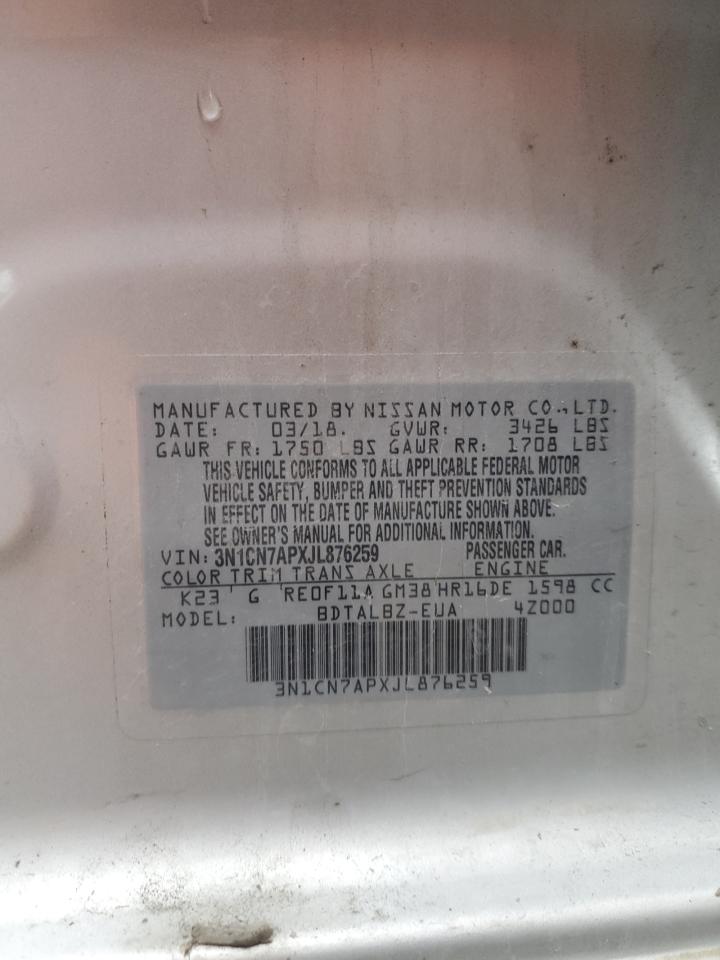 MANUFACTURED BY NISSAN MOTOR CO.,LTD.
DATE: 03/18. GVWR: 3426 LBS
GAWR FR: 1750 LBS GAWR RR: 1708 LBS
THIS VEHICLE CONFORMS TO ALL APPLICABLE FEDERAL MOTOR
VEHICLE SAFETY, BUMPER AND THEFT PREVENTION STANDARDS
IN EFFECT ON THE DATE OF MANUFACTURE SHOWN ABOVE.
SEE OWNER'S MANUAL FOR ADDITIONAL INFORMATION.
VIN: 3N1CN7APXJL876259 PASSENGER CAR.
COLOR TRIM TRANS AXLE ENGINE
K23 G RE0F11A GM38 HR16DE 1598 CC
MODEL: BDTALBZ-EUA 4Z000
3N1CN7APXJL876259